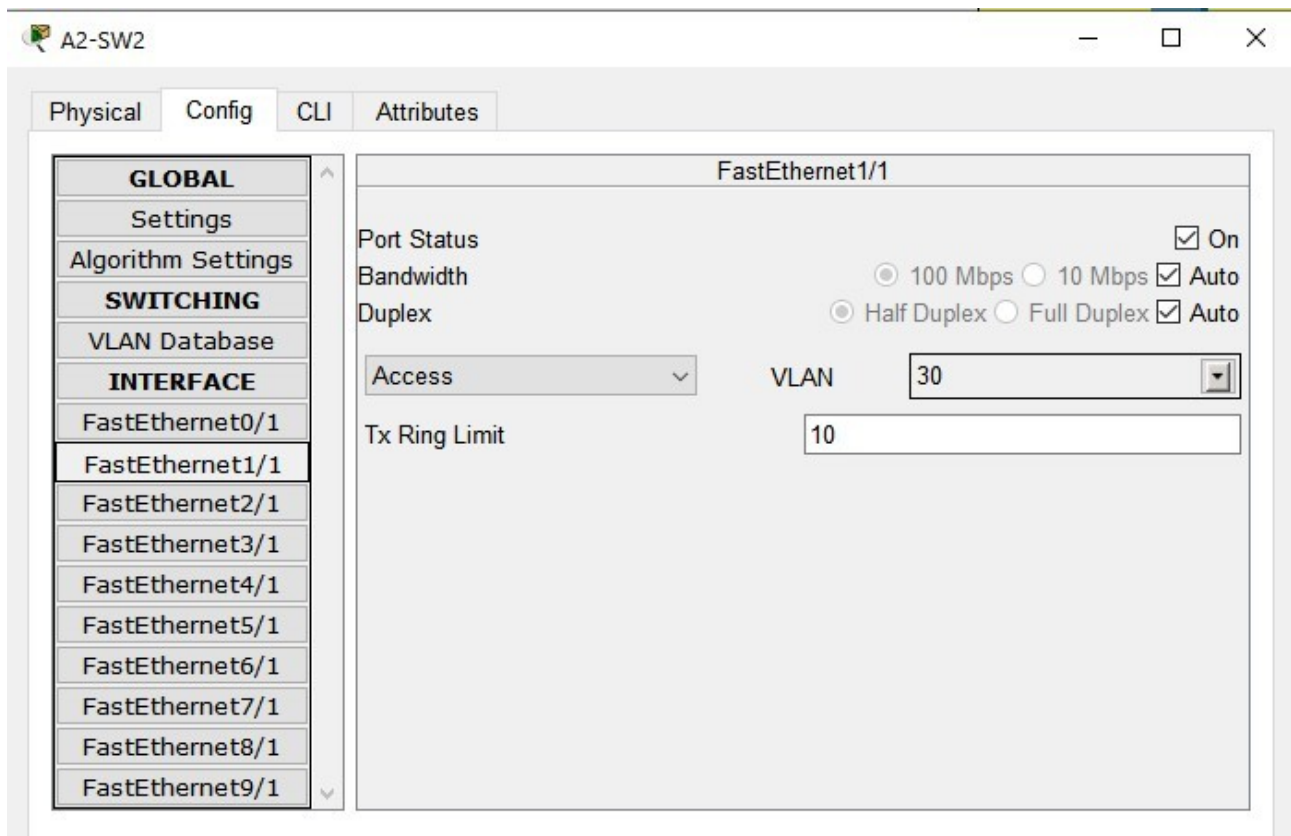 A2-SW2
Physical Config CLI Attributes
GLOBAL
Settings
Algorithm Settings
SWITCHING
VLAN Database
INTERFACE
FastEthernet0/1
FastEthernet1/1
FastEthernet2/1
FastEthernet3/1
FastEthernet4/1
FastEthernet5/1
FastEthernet6/1
FastEthernet7/1
FastEthernet8/1
FastEthernet9/1
FastEthernet1/1
Port Status On
Bandwidth 100 Mbps 10 Mbps Auto
Duplex Half Duplex Full Duplex Auto
Access VLAN 30
Tx Ring Limit 10